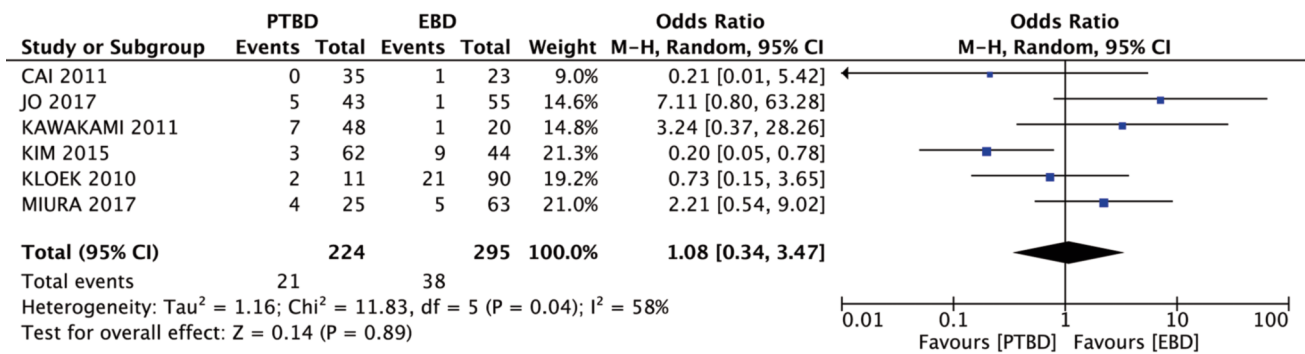 PTBD EBD Odds Ratio Odds Ratio
Study or Subgroup Events Total Events Total Weight M-H, Random, 95% CI M-H, Random, 95% CI
CAI 2011 0 35 1 23 9.0% 0.21 [0.01, 5.42]
JO 2017 5 43 1 55 14.6% 7.11 [0.80, 63.28]
KAWAKAMI 2011 7 48 1 20 14.8% 3.24 [0.37, 28.26]
KIM 2015 3 62 9 44 21.3% 0.20 [0.05, 0.78]
KLOEK 2010 2 11 21 90 19.2% 0.73 [0.15, 3.65]
MIURA 2017 4 25 5 63 21.0% 2.21 [0.54, 9.02]
Total (95% CI) 224 295 100.0% 1.08 [0.34, 3.47]
Total events 21 38
Heterogeneity: Tau² = 1.16; Chi² = 11.83, df = 5 (P = 0.04); I² = 58%
Test for overall effect: Z = 0.14 (P = 0.89)
0.01 0.1 1 10 100
Favours [PTBD] Favours [EBD]